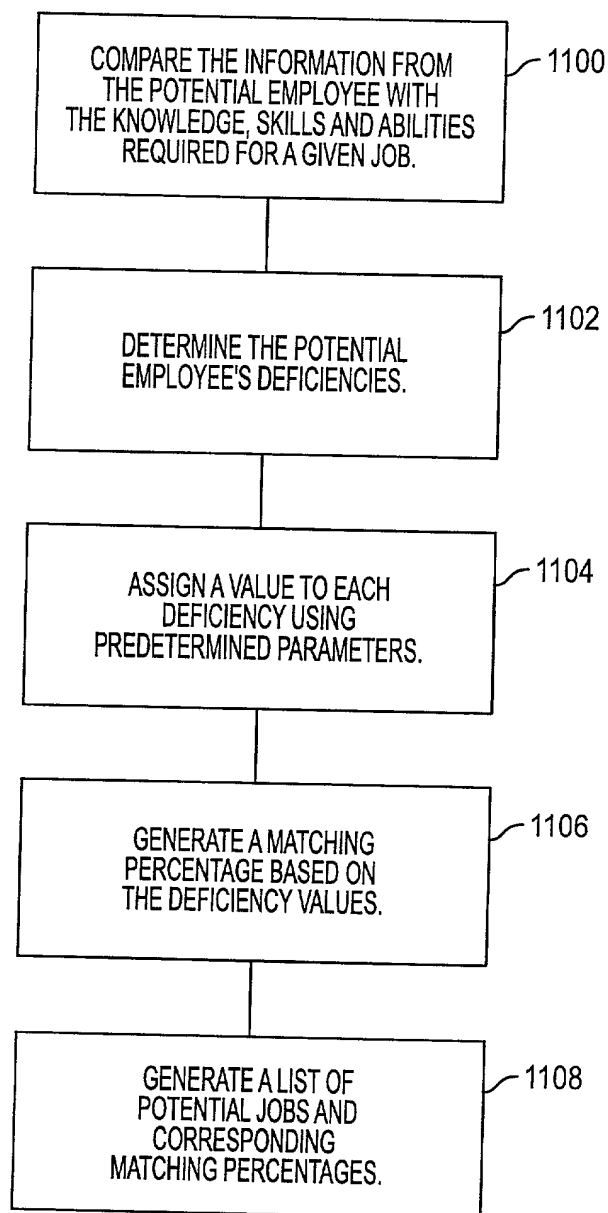 COMPARE THE INFORMATION FROM
THE POTENTIAL EMPLOYEE WITH
THE KNOWLEDGE, SKILLS AND ABILITIES
REQUIRED FOR A GIVEN JOB.
1100
DETERMINE THE POTENTIAL
EMPLOYEE'S DEFICIENCIES.
1102
ASSIGN A VALUE TO EACH
DEFICIENCY USING
PREDETERMINED PARAMETERS.
1104
GENERATE A MATCHING
PERCENTAGE BASED ON
THE DEFICIENCY VALUES.
1106
GENERATE A LIST OF
POTENTIAL JOBS AND
CORRESPONDING
MATCHING PERCENTAGES.
1108